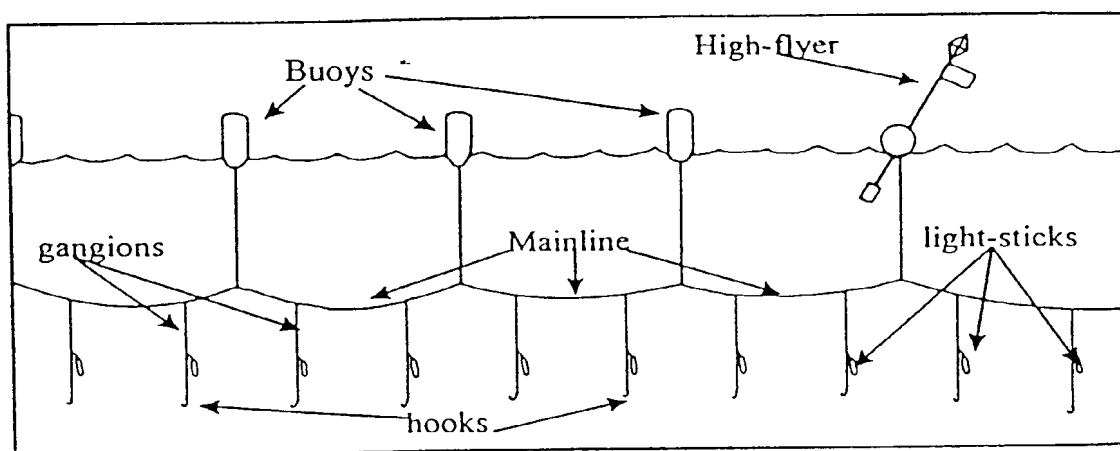 High-flyer
Buoys
gangions
Mainline
light-sticks
hooks